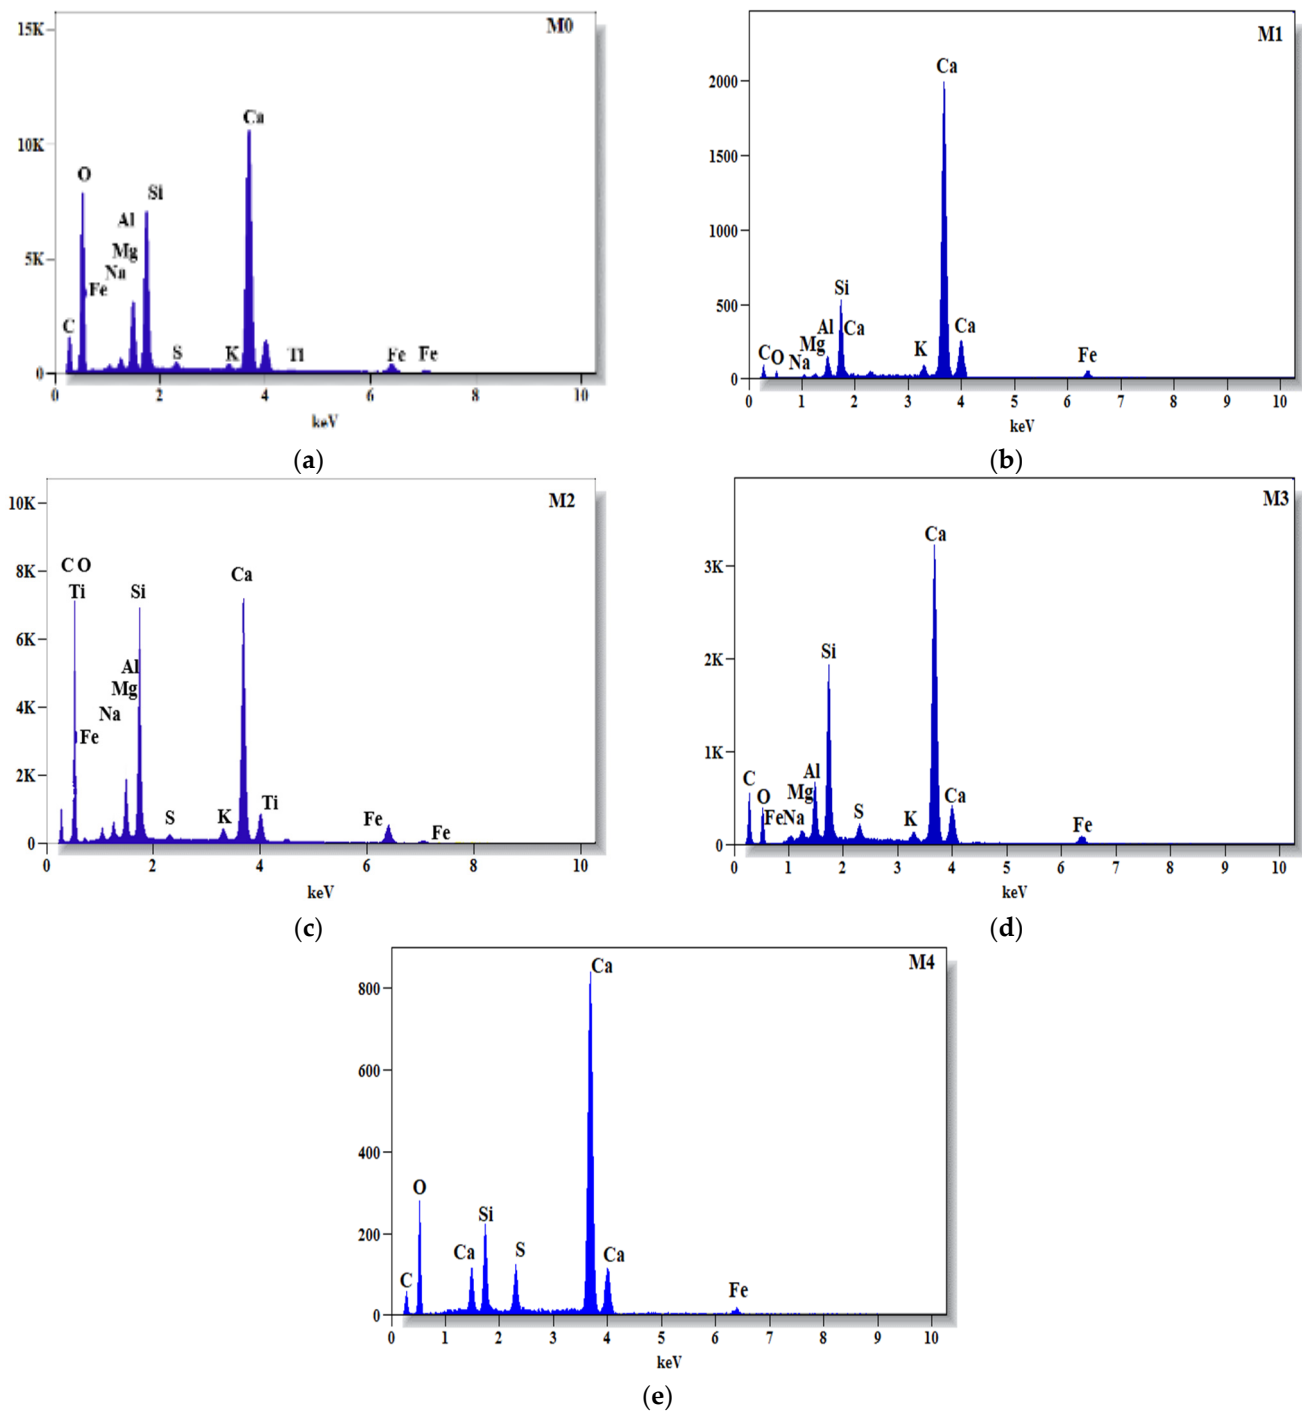 M0
15K
10K
5K
0
Ca
O
Si
Al
Mg
Na
Fe
C
S
K
Tl
Fe
Fe
0
2
4
6
8
10
keV
(a)
M1
2000
1500
1000
500
0
Ca
Si
Al
Ca
Mg
C
O
Na
K
Ca
Fe
0 1 2 3 4 5 6 7 8 9 10
keV
(b)
M2
10K
8K
6K
4K
2K
0
C O
Ti
Si
Ca
Al
Mg
Na
Fe
S
K
Ti
Fe
Fe
0 2 4 6 8 10
keV
(c)
M3
3K
2K
1K
0
Ca
Si
C
O
Al
Mg
Fe
Na
S
K
Ca
Fe
0 1 2 3 4 5 6 7 8 9 10
keV
(d)
M4
800
600
400
200
0
Ca
O
Si
Ca
S
C
Ca
Fe
0 1 2 3 4 5 6 7 8 9 10
keV
(e)